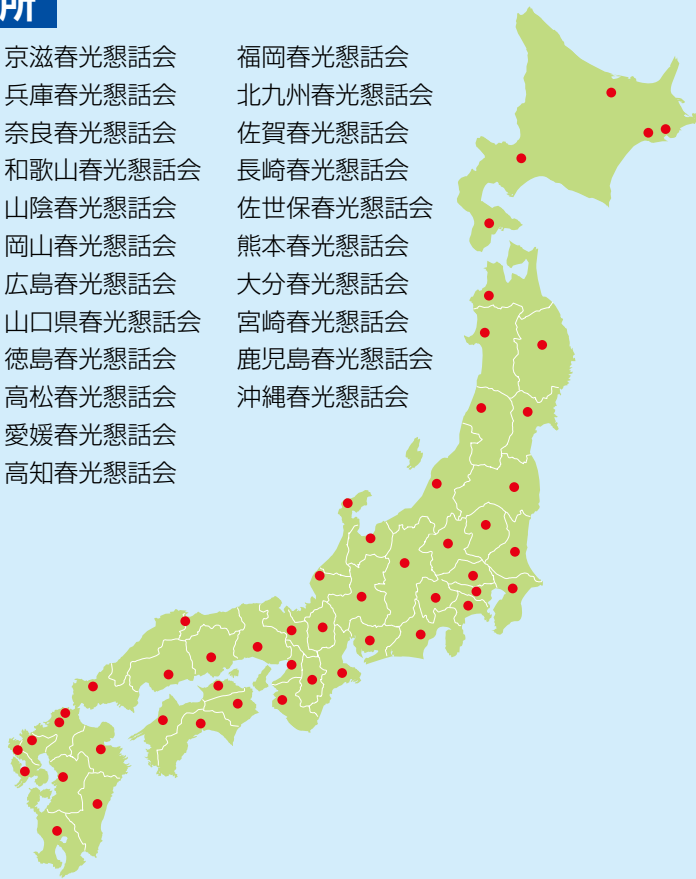 所
京滋春光懇話会
兵庫春光懇話会
奈良春光懇話会
和歌山春光懇話会
山陰春光懇話会
岡山春光懇話会
広島春光懇話会
山口県春光懇話会
徳島春光懇話会
高松春光懇話会
愛媛春光懇話会
高知春光懇話会
福岡春光懇話会
北九州春光懇話会
佐賀春光懇話会
長崎春光懇話会
佐世保春光懇話会
熊本春光懇話会
大分春光懇話会
宮崎春光懇話会
鹿児島春光懇話会
沖縄春光懇話会